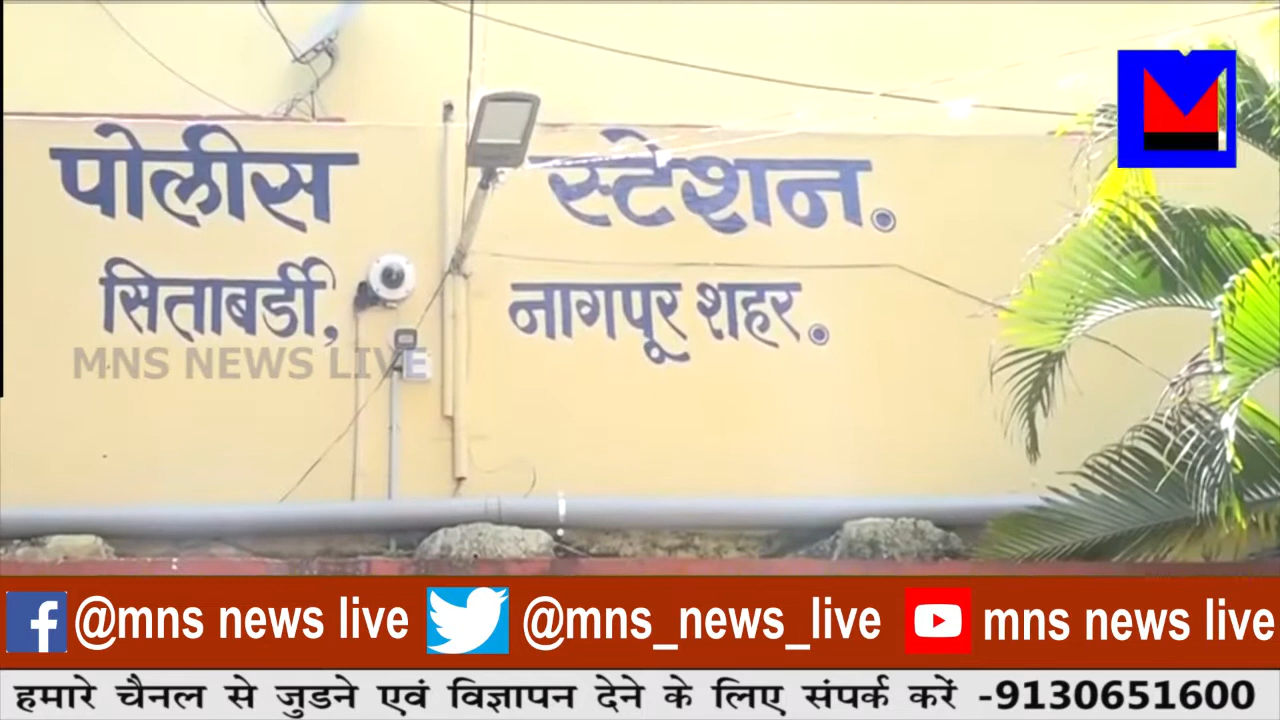 पोलीस स्टेशन.
सिताबर्डी, नागपूर शहर.
MNS NEWS LIVE
@mns news live @mns_news_live mns news live
हमारे चैनल से जुडने एवं विज्ञापन देने के लिए संपर्क करें -9130651600